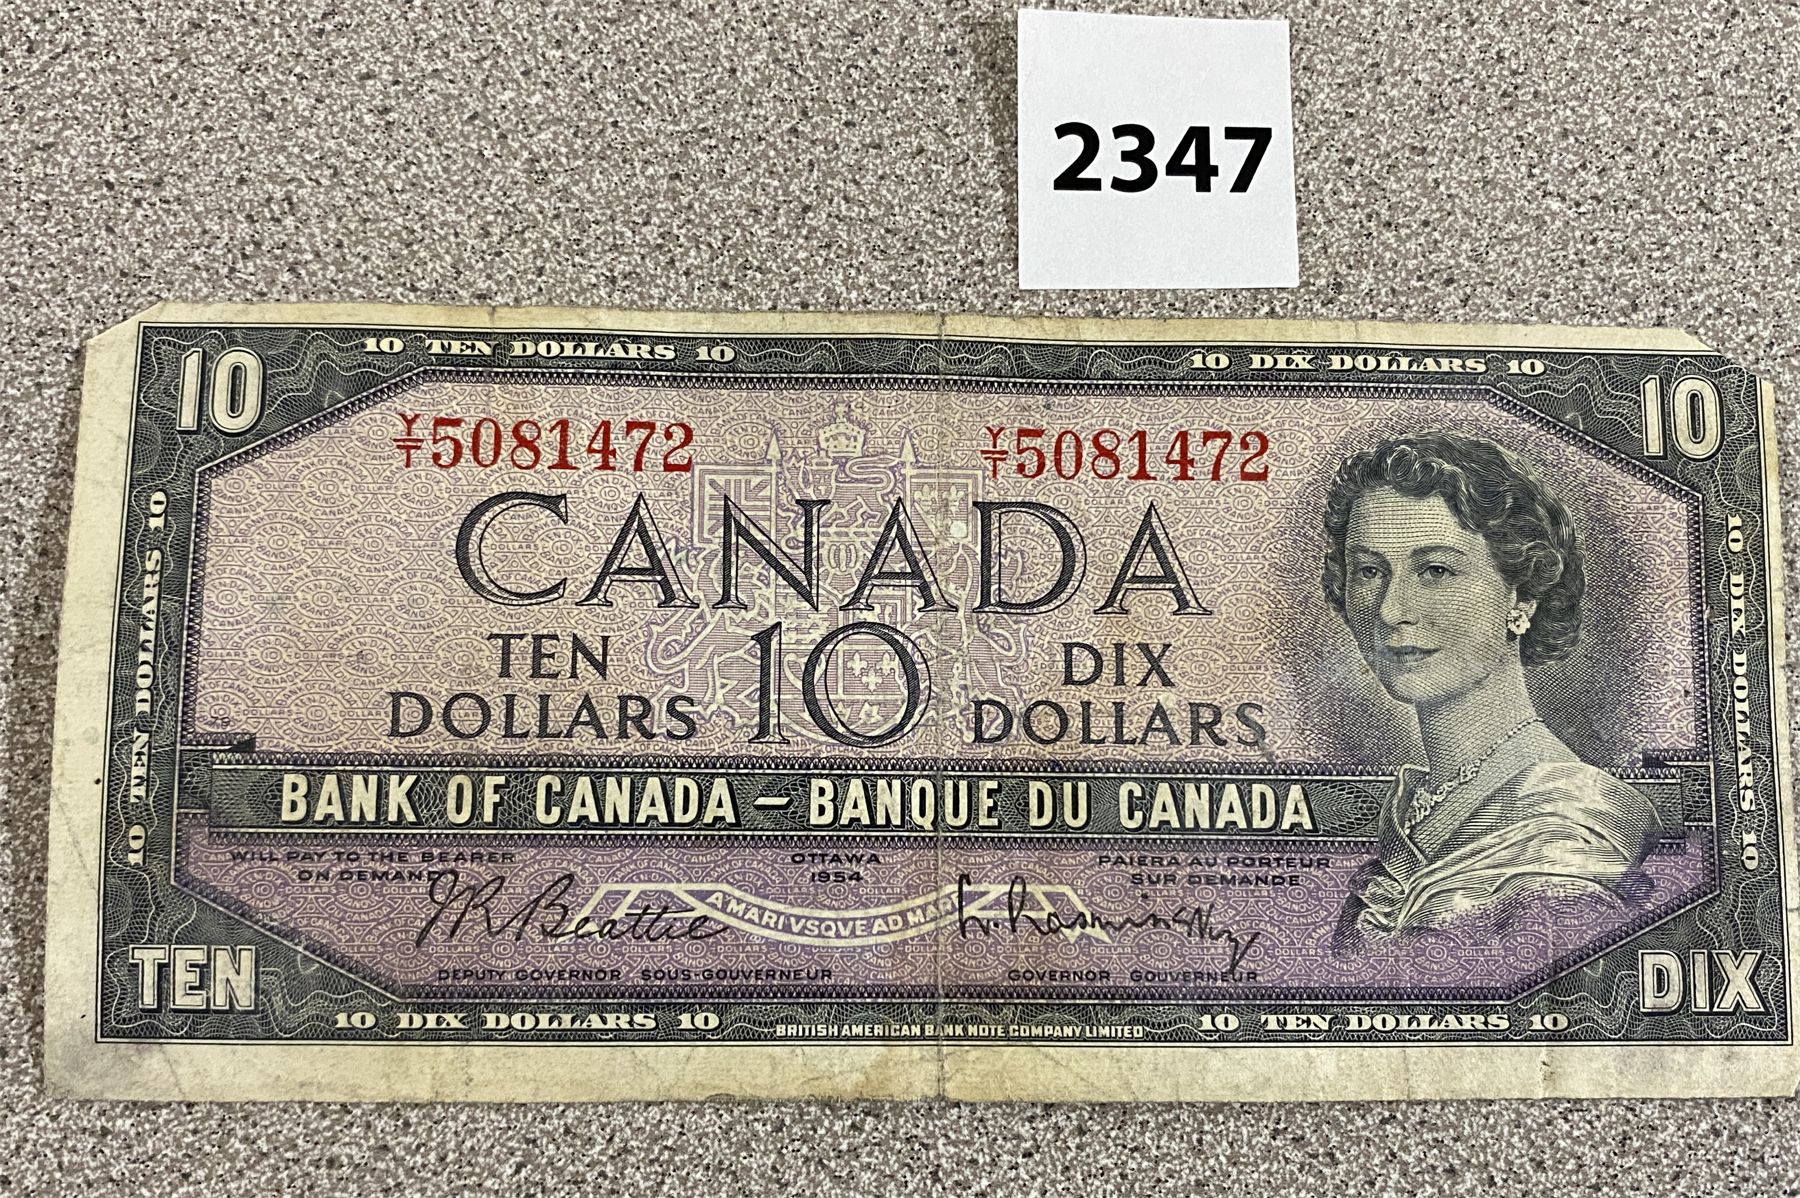 2347
10 TEN DOLLARS 10
10 DIX DOLLARS 10
10
10
Y/T 5081472
Y/T 5081472
CANADA
TEN DOLLARS
10
DIX DOLLARS
10 TEN DOLLARS 10
10 DIX DOLLARS 10
BANK OF CANADA – BANQUE DU CANADA
WILL PAY TO THE BEARER
ON DEMAND
OTTAWA
1954
PAIERA AU PORTEUR
SUR DEMANDE
A MARI VSQVE AD MARE
J R Beattie
L. Rasminsky
DEPUTY GOVERNOR SOUS-GOUVERNEUR
GOVERNOR GOUVERNEUR
TEN
DIX
10 DIX DOLLARS 10
BRITISH AMERICAN BANK NOTE COMPANY LIMITED
10 TEN DOLLARS 10